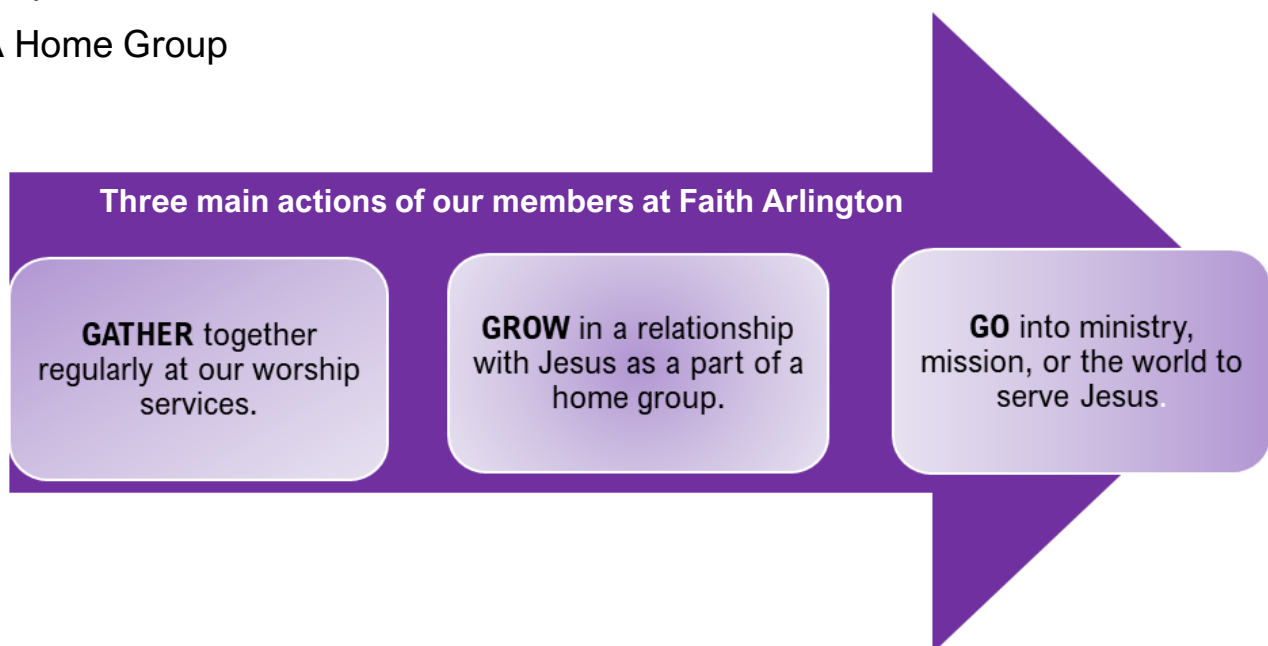 A Home Group
Three main actions of our members at Faith Arlington
GATHER together
regularly at our worship
services.
GROW in a relationship
with Jesus as a part of a
home group.
GO into ministry,
mission, or the world to
serve Jesus.